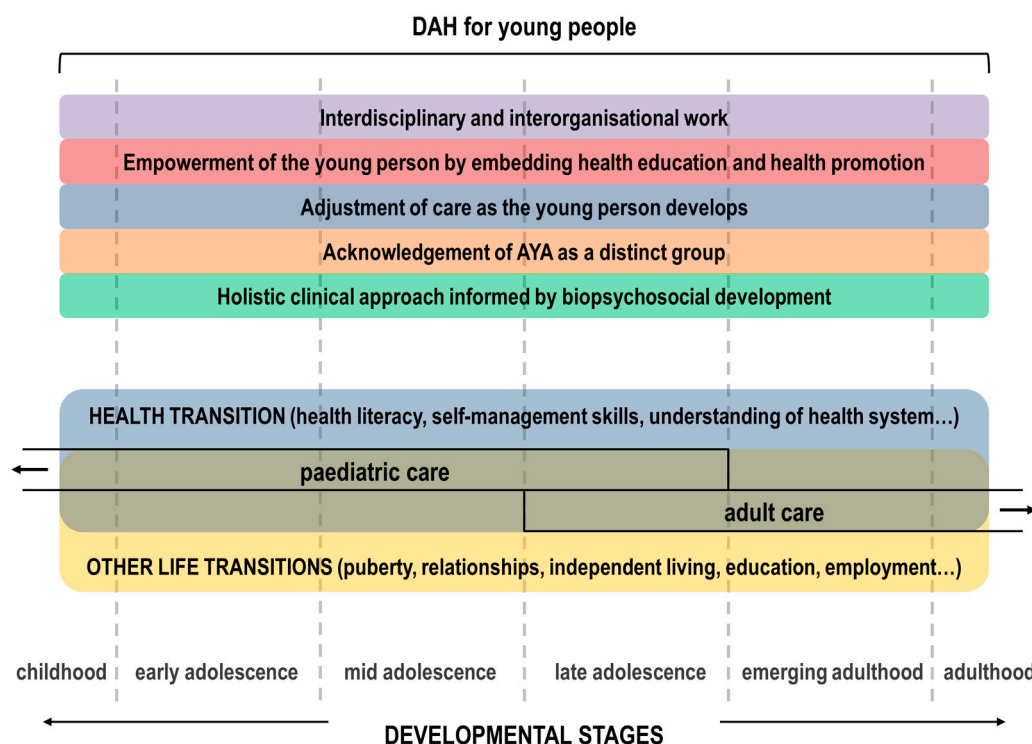 DAH for young people
Interdisciplinary and interorganisational work
Empowerment of the young person by embedding health education and health promotion
Adjustment of care as the young person develops
Acknowledgement of AYA as a distinct group
Holistic clinical approach informed by biopsychosocial development
HEALTH TRANSITION (health literacy, self-management skills, understanding of health system…)
paediatric care
adult care
OTHER LIFE TRANSITIONS (puberty, relationships, independent living, education, employment…)
childhood early adolescence mid adolescence late adolescence emerging adulthood adulthood
DEVELOPMENTAL STAGES